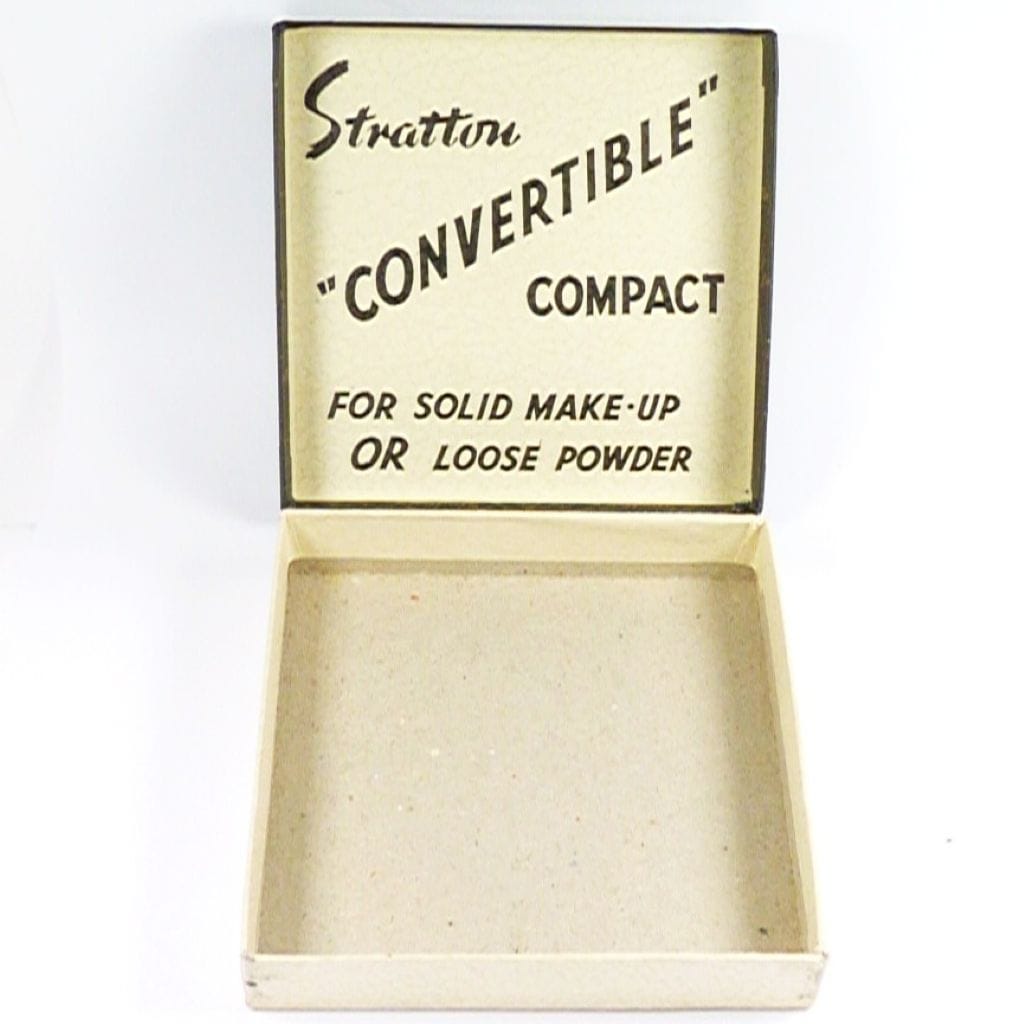 Stratton
"CONVERTIBLE"
COMPACT
FOR SOLID MAKE-UP
OR LOOSE POWDER